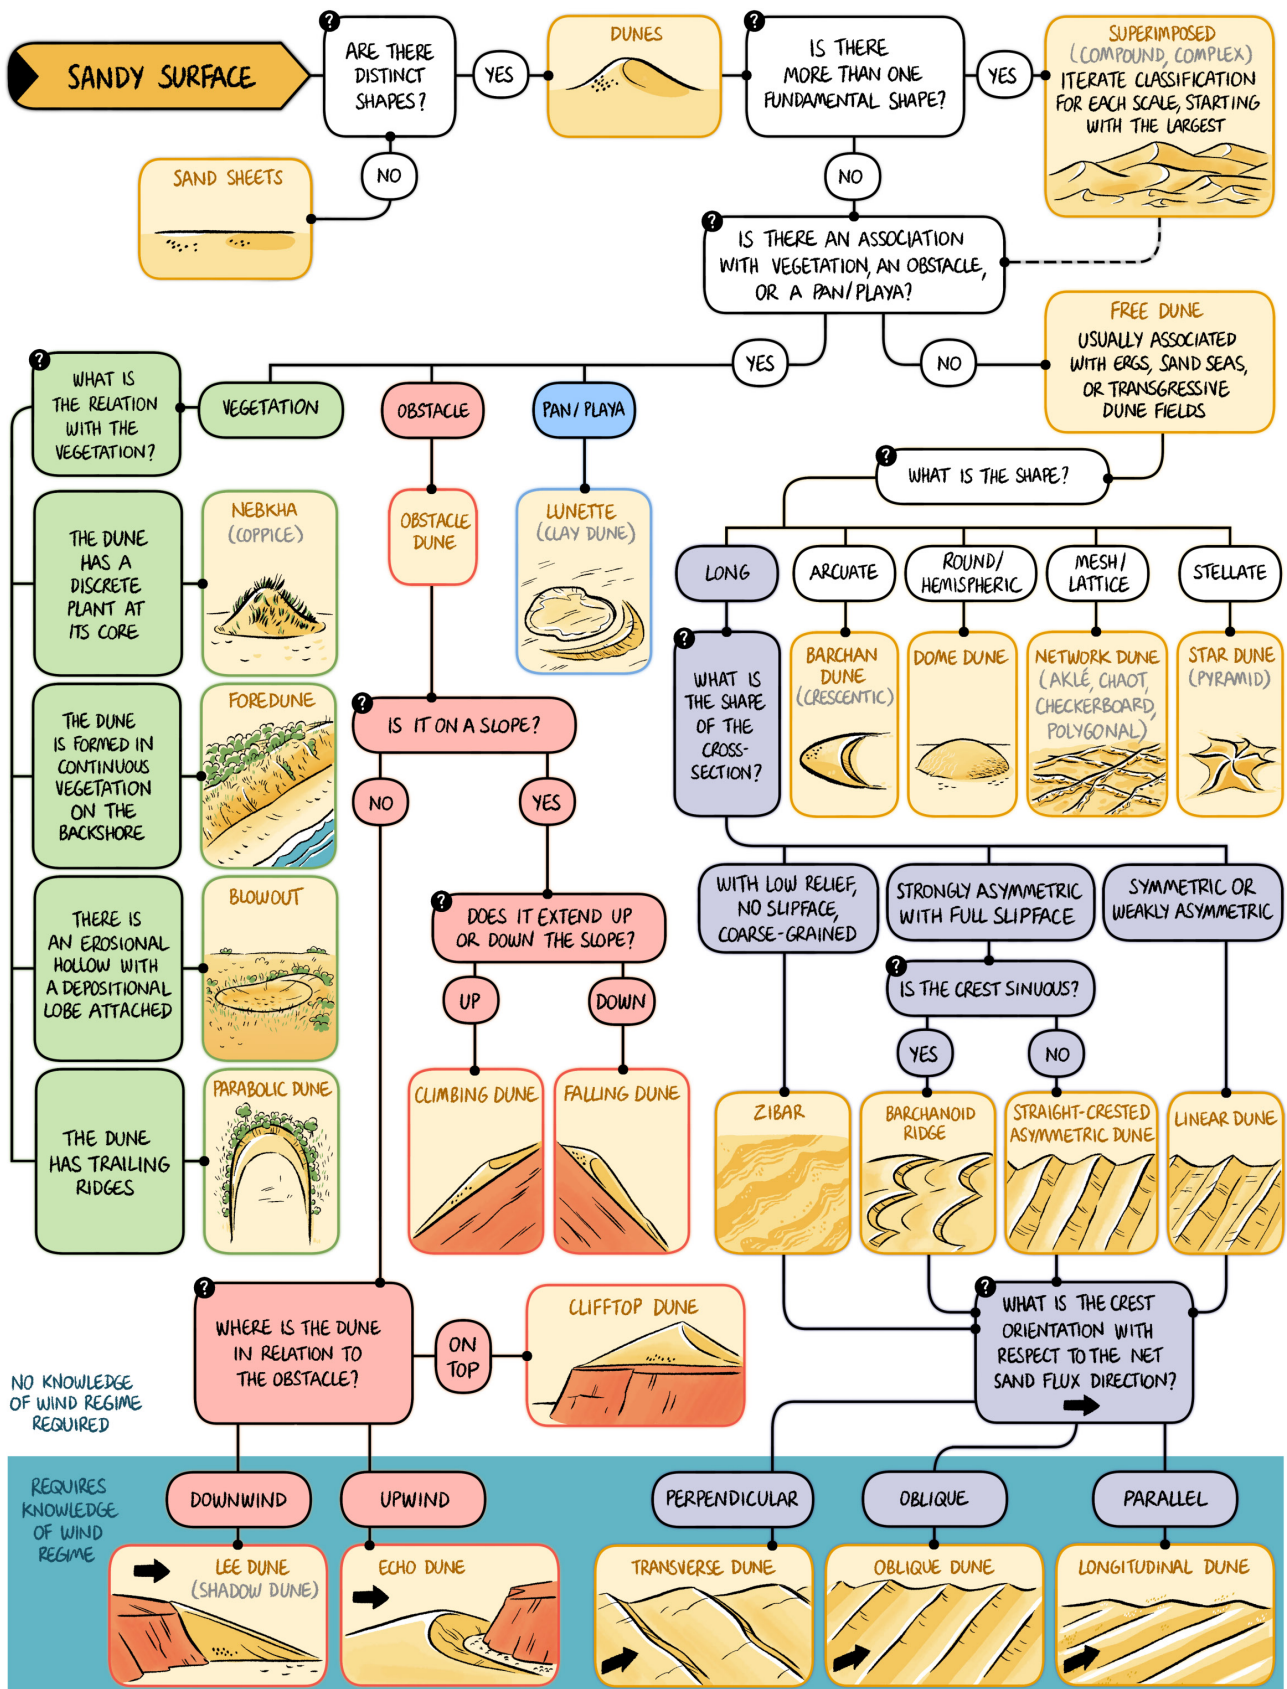 SANDY SURFACE
?
ARE THERE
DISTINCT
SHAPES?
YES
DUNES
?
IS THERE
MORE THAN ONE
FUNDAMENTAL SHAPE?
YES
SUPERIMPOSED
(COMPOUND, COMPLEX)
ITERATE CLASSIFICATION
FOR EACH SCALE, STARTING
WITH THE LARGEST
NO
SAND SHEETS
NO
?
IS THERE AN ASSOCIATION
WITH VEGETATION, AN OBSTACLE,
OR A PAN/PLAYA?
YES
NO
FREE DUNE
USUALLY ASSOCIATED
WITH ERGS, SAND SEAS,
OR TRANSGRESSIVE
DUNE FIELDS
?
WHAT IS
THE RELATION
WITH THE
VEGETATION?
VEGETATION
OBSTACLE
PAN/PLAYA
?
WHAT IS THE SHAPE?
THE DUNE
HAS A
DISCRETE
PLANT AT
ITS CORE
NEBKHA
(COPPICE)
OBSTACLE
DUNE
LUNETTE
(CLAY DUNE)
LONG
ARCUATE
ROUND/
HEMISPHERIC
MESH/
LATTICE
STELLATE
?
WHAT IS
THE SHAPE
OF THE
CROSS-
SECTION?
BARCHAN
DUNE
(CRESCENTIC)
DOME DUNE
NETWORK DUNE
(AKLÉ, CHAOT,
CHECKERBOARD,
POLYGONAL)
STAR DUNE
(PYRAMID)
THE DUNE
IS FORMED IN
CONTINUOUS
VEGETATION
ON THE
BACKSHORE
FOREDUNE
?
IS IT ON A SLOPE?
NO
YES
THERE IS
AN EROSIONAL
HOLLOW WITH
A DEPOSITIONAL
LOBE ATTACHED
BLOWOUT
?
DOES IT EXTEND UP
OR DOWN THE SLOPE?
UP
DOWN
WITH LOW RELIEF,
NO SLIPFACE,
COARSE-GRAINED
STRONGLY ASYMMETRIC
WITH FULL SLIPFACE
SYMMETRIC OR
WEAKLY ASYMMETRIC
?
IS THE CREST SINUOUS?
YES
NO
THE DUNE
HAS TRAILING
RIDGES
PARABOLIC DUNE
CLIMBING DUNE
FALLING DUNE
ZIBAR
BARCHANOID
RIDGE
STRAIGHT-CRESTED
ASYMMETRIC DUNE
LINEAR DUNE
?
WHERE IS THE DUNE
IN RELATION TO
THE OBSTACLE?
ON
TOP
CLIFFTOP DUNE
?
WHAT IS THE CREST
ORIENTATION WITH
RESPECT TO THE NET
SAND FLUX DIRECTION?
NO KNOWLEDGE
OF WIND REGIME
REQUIRED
REQUIRES
KNOWLEDGE
OF WIND
REGIME
DOWNWIND
UPWIND
PERPENDICULAR
OBLIQUE
PARALLEL
LEE DUNE
(SHADOW DUNE)
ECHO DUNE
TRANSVERSE DUNE
OBLIQUE DUNE
LONGITUDINAL DUNE